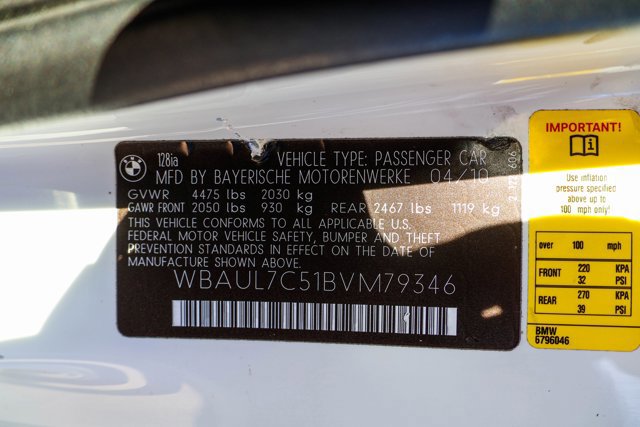 BMW
128ia
VEHICLE TYPE: PASSENGER CAR
MFD BY BAYERISCHE MOTORENWERKE 04/10
GVWR 4475 lbs 2030 kg
GAWR FRONT 2050 lbs 930 kg REAR 2467 lbs 1119 kg
THIS VEHICLE CONFORMS TO ALL APPLICABLE U.S.
FEDERAL MOTOR VEHICLE SAFETY, BUMPER AND THEFT
PREVENTION STANDARDS IN EFFECT ON THE DATE OF
MANUFACTURE SHOWN ABOVE.
WBAUL7C51BVM79346
IMPORTANT!
Use inflation
pressure specified
above up to
100 mph only!
over 100 mph
FRONT 220 KPA
32 PSI
REAR 270 KPA
39 PSI
BMW
6796046